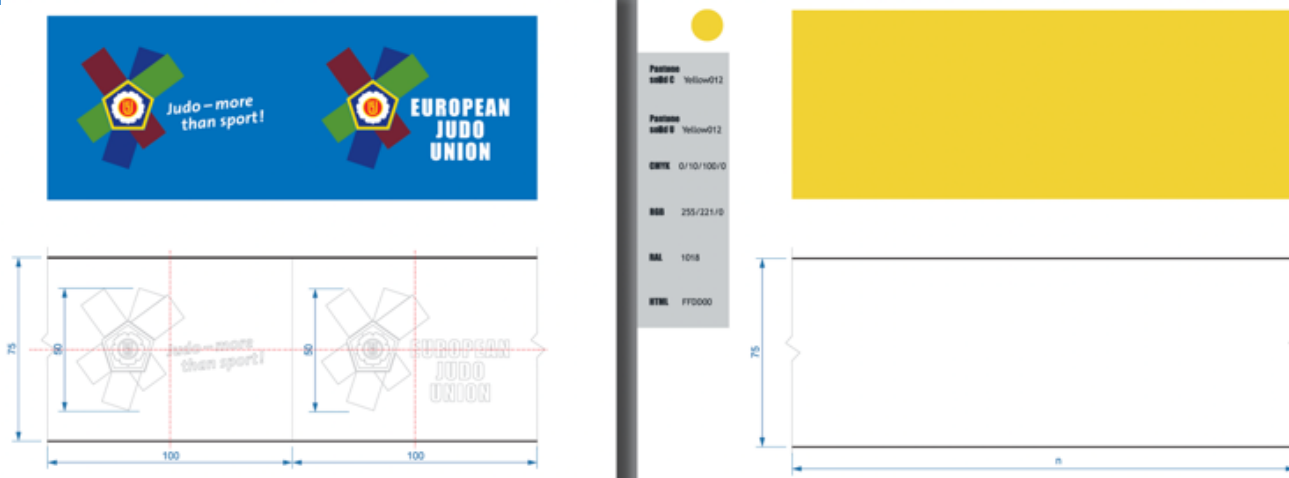 Judo – more
than sport!
EUROPEAN
JUDO
UNION
75
50
Judo – more
than sport!
50
EUROPEAN
JUDO
UNION
100
100
Pantone
solid C Yellow012
Pantone
solid U Yellow012
CMYK 0/10/100/0
RGB 255/221/0
RAL 1018
HTML FFDD00
75
n